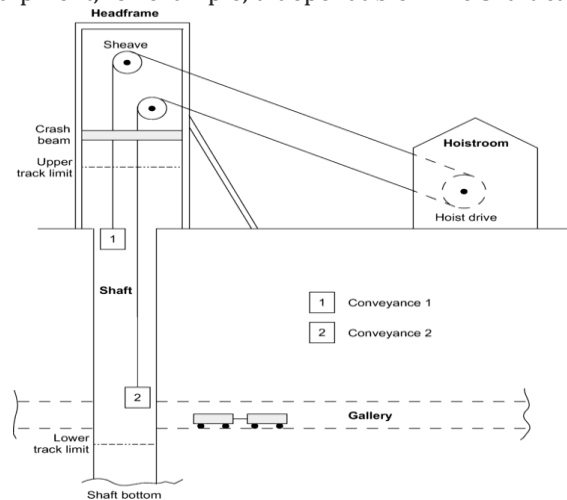 Headframe
Sheave
Crash
beam
Upper
track limit
Hoistroom
Hoist drive
1
Shaft
1 Conveyance 1
2 Conveyance 2
2
Gallery
Lower
track limit
Shaft bottom